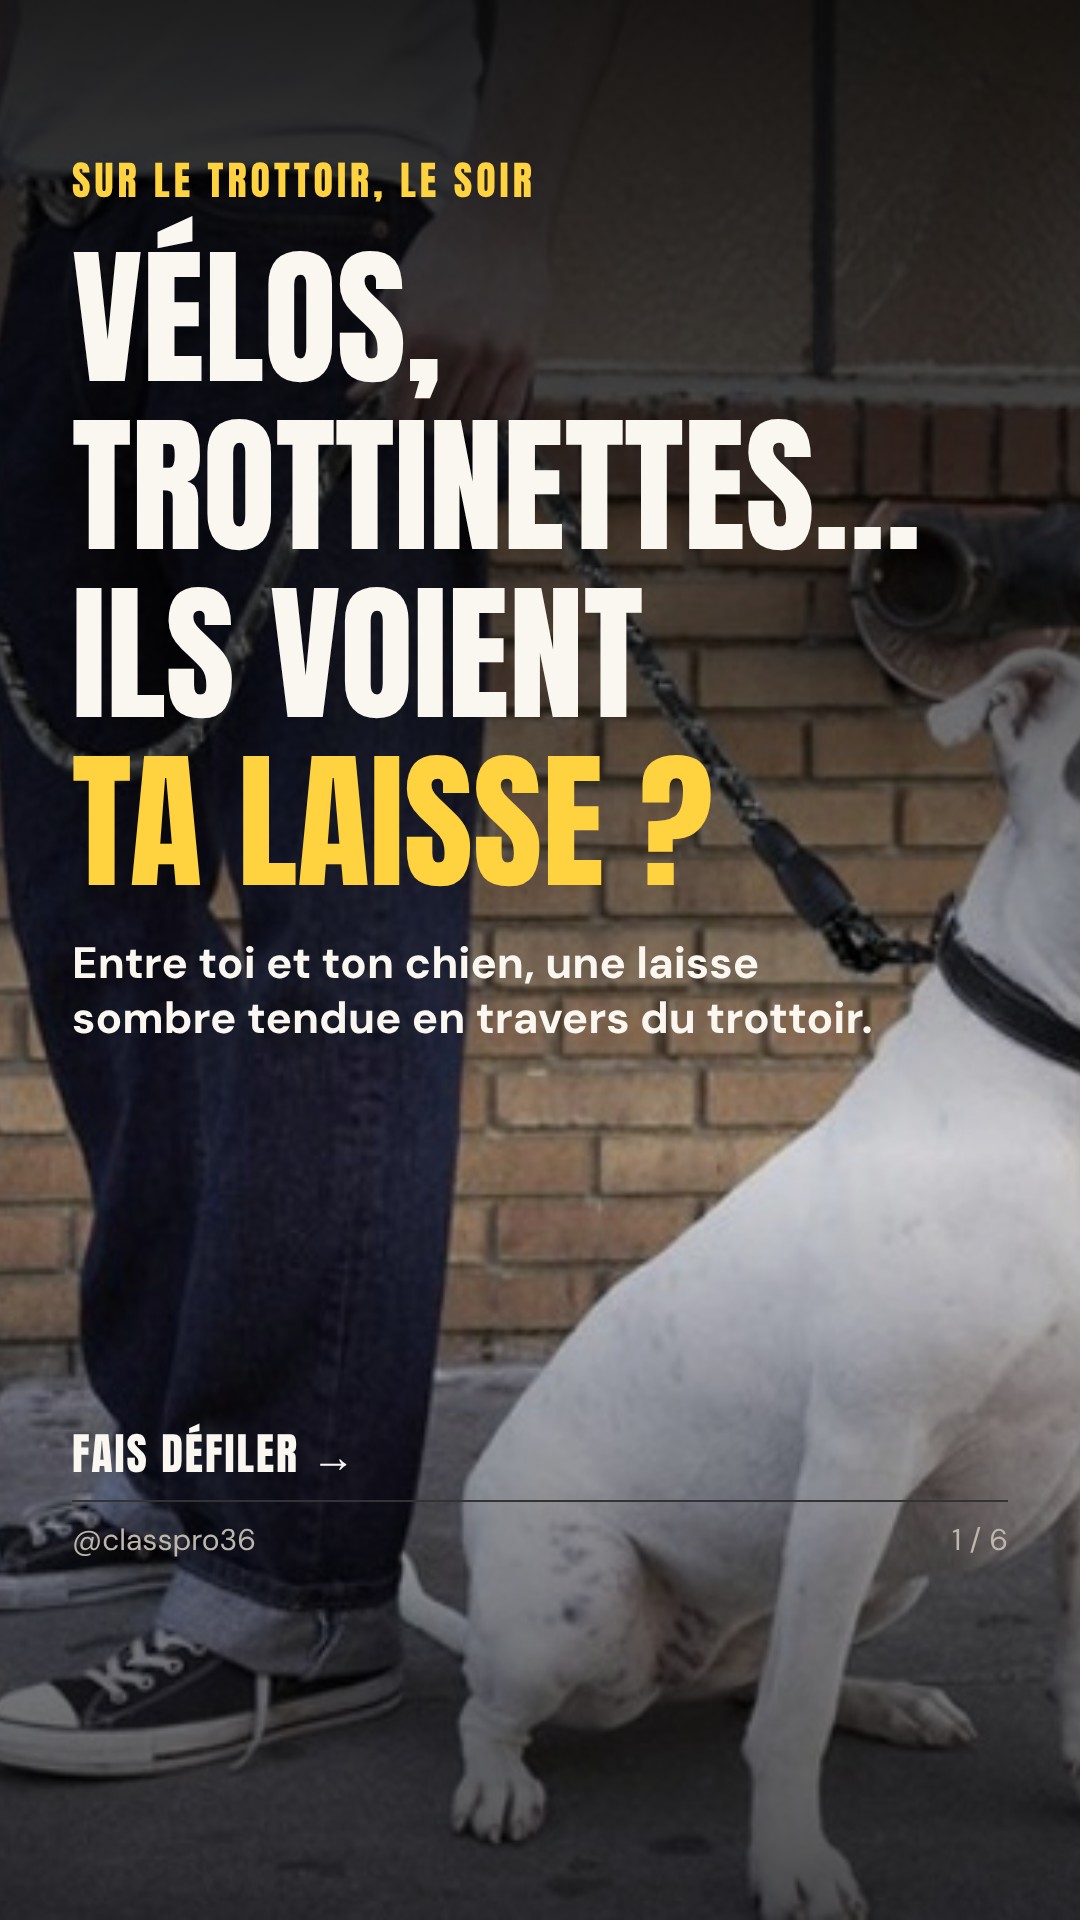 SUR LE TROTTOIR, LE SOIR
VÉLOS,
TROTTINETTES...
ILS VOIENT
TA LAISSE ?
Entre toi et ton chien, une laisse
sombre tendue en travers du trottoir.
FAIS DÉFILER →
@classpro36
1 / 6